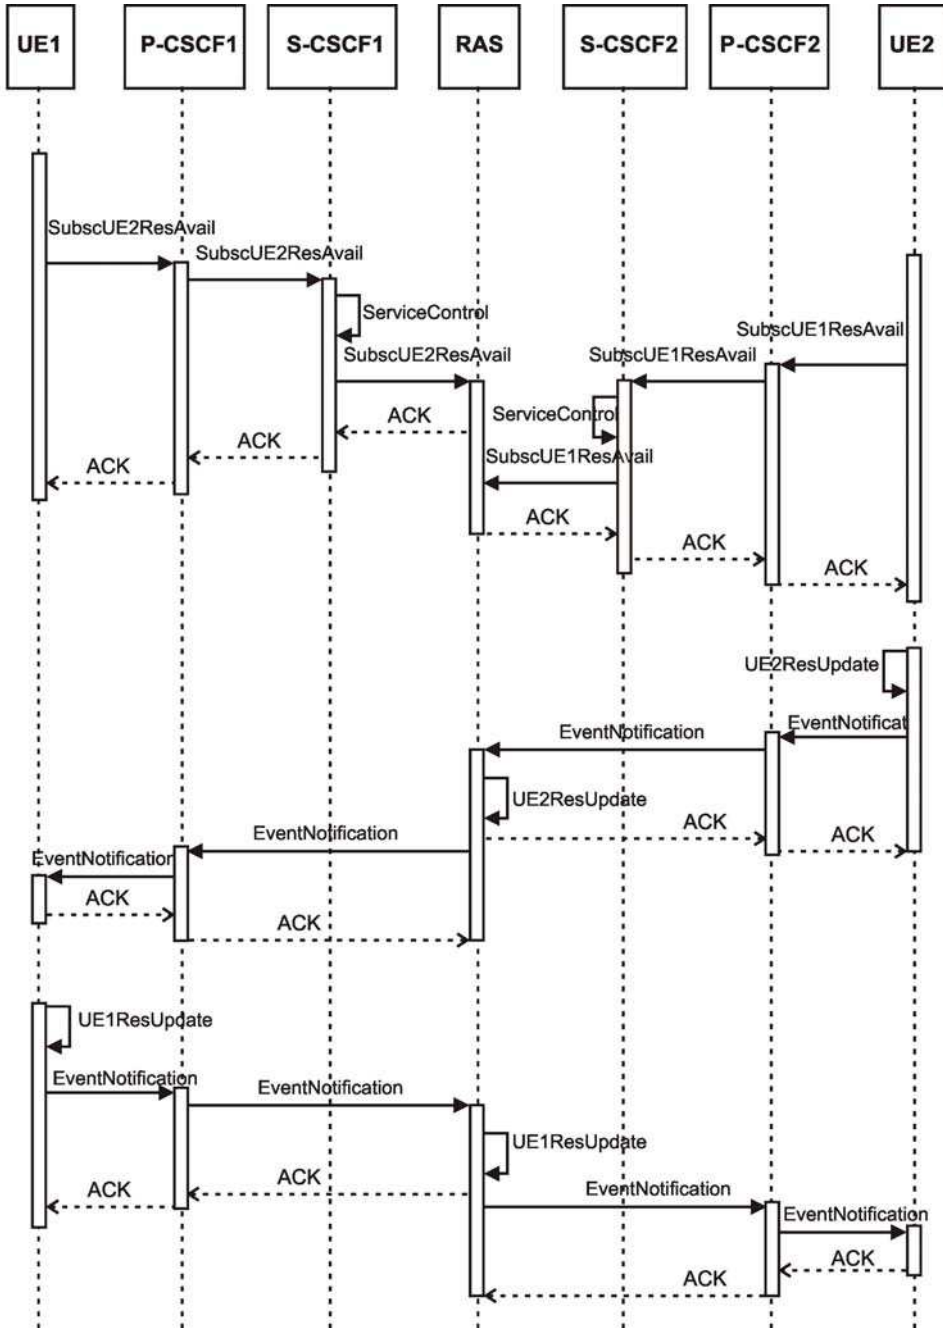 UE1 P-CSCF1 S-CSCF1 RAS S-CSCF2 P-CSCF2 UE2
SubscUE2ResAvail
SubscUE2ResAvail
ServiceControl
SubscUE1ResAvail
SubscUE2ResAvail
SubscUE1ResAvail
ServiceControl
ACK
ACK
SubscUE1ResAvail
ACK
ACK
ACK
ACK
UE2ResUpdate
EventNotificat
EventNotification
UE2ResUpdate
ACK
ACK
EventNotification
EventNotification
ACK
ACK
UE1ResUpdate
EventNotification
EventNotification
UE1ResUpdate
ACK
ACK
EventNotification
EventNotification
ACK
ACK